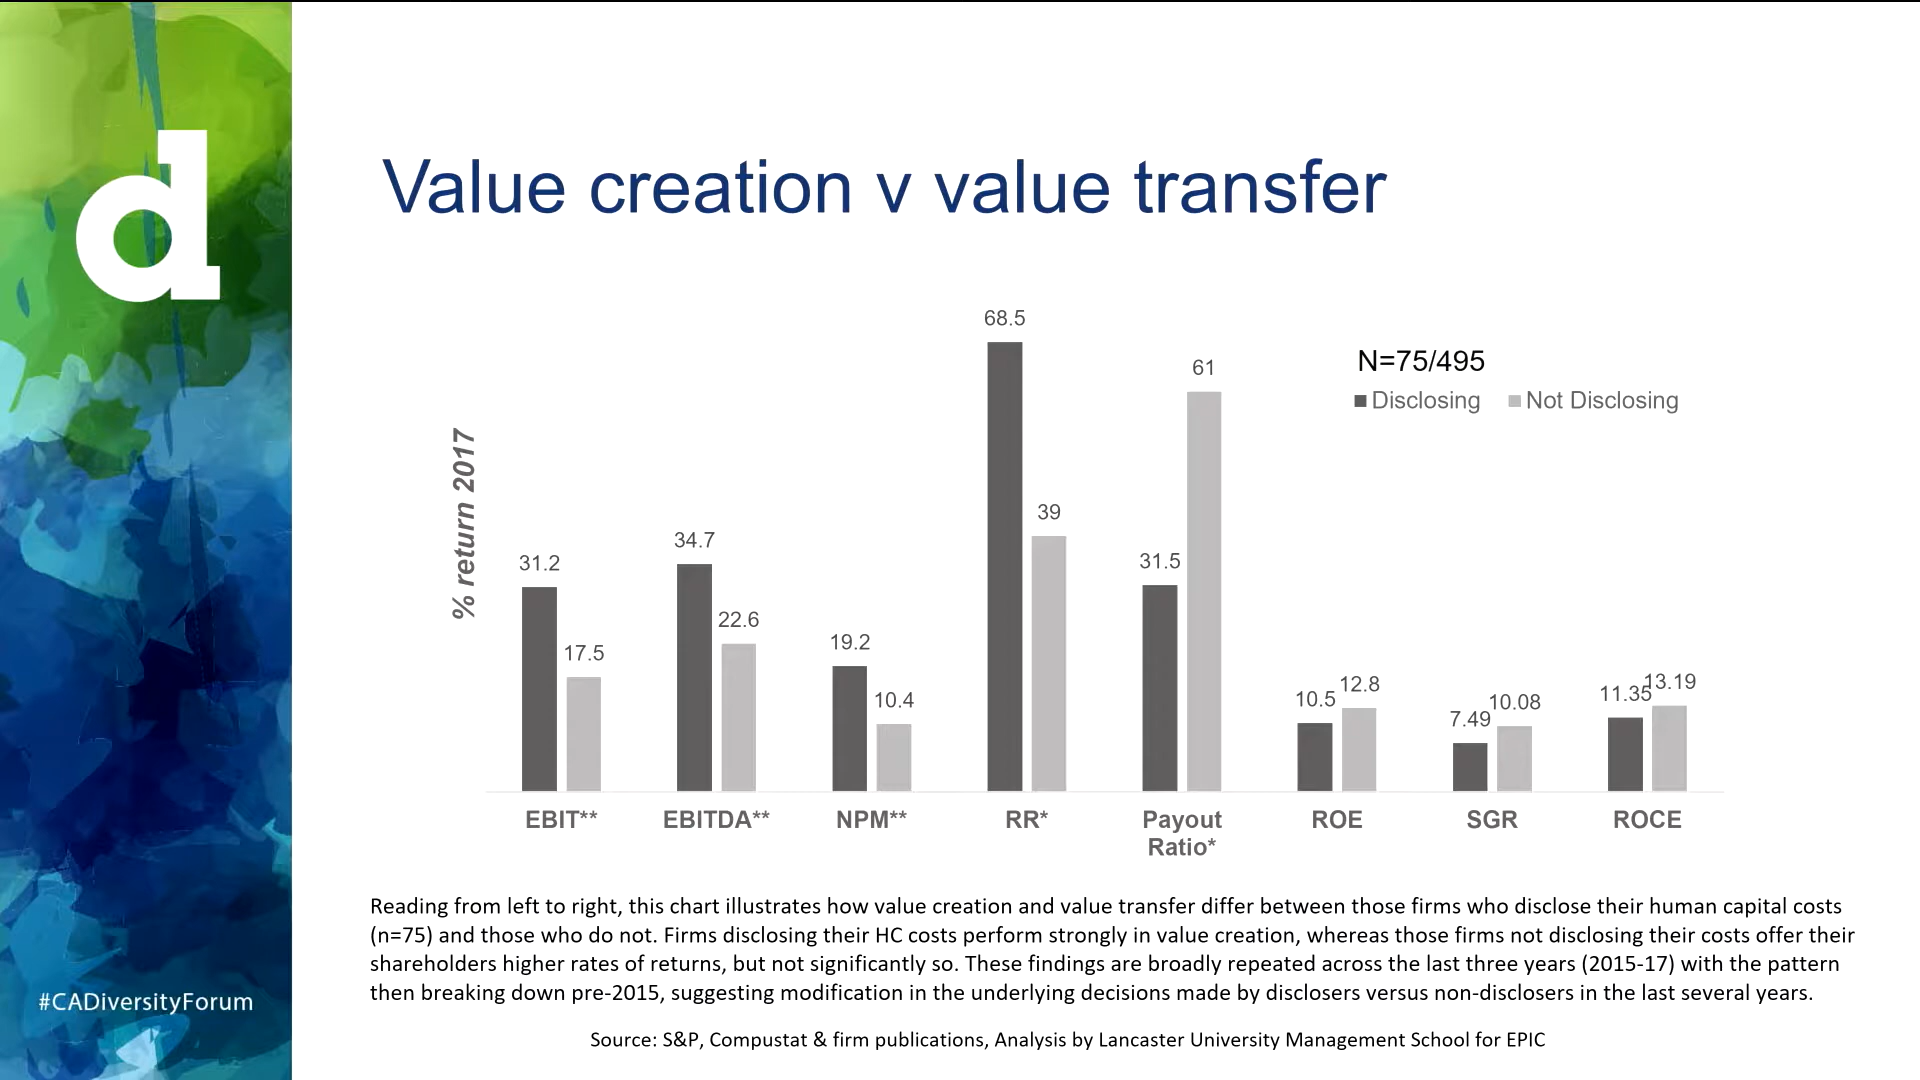 d
Value creation v value transfer
% return 2017
N=75/495
Disclosing Not Disclosing
31.2 17.5
34.7 22.6
19.2 10.4
68.5 39
31.5 61
10.5 12.8
7.49 10.08
11.35 13.19
EBIT** EBITDA** NPM** RR* Payout ROE SGR ROCE
Ratio*
Reading from left to right, this chart illustrates how value creation and value transfer differ between those firms who disclose their human capital costs
(n=75) and those who do not. Firms disclosing their HC costs perform strongly in value creation, whereas those firms not disclosing their costs offer their
shareholders higher rates of returns, but not significantly so. These findings are broadly repeated across the last three years (2015-17) with the pattern
then breaking down pre-2015, suggesting modification in the underlying decisions made by disclosers versus non-disclosers in the last several years.
Source: S&P, Compustat & firm publications, Analysis by Lancaster University Management School for EPIC
#CADiversityForum